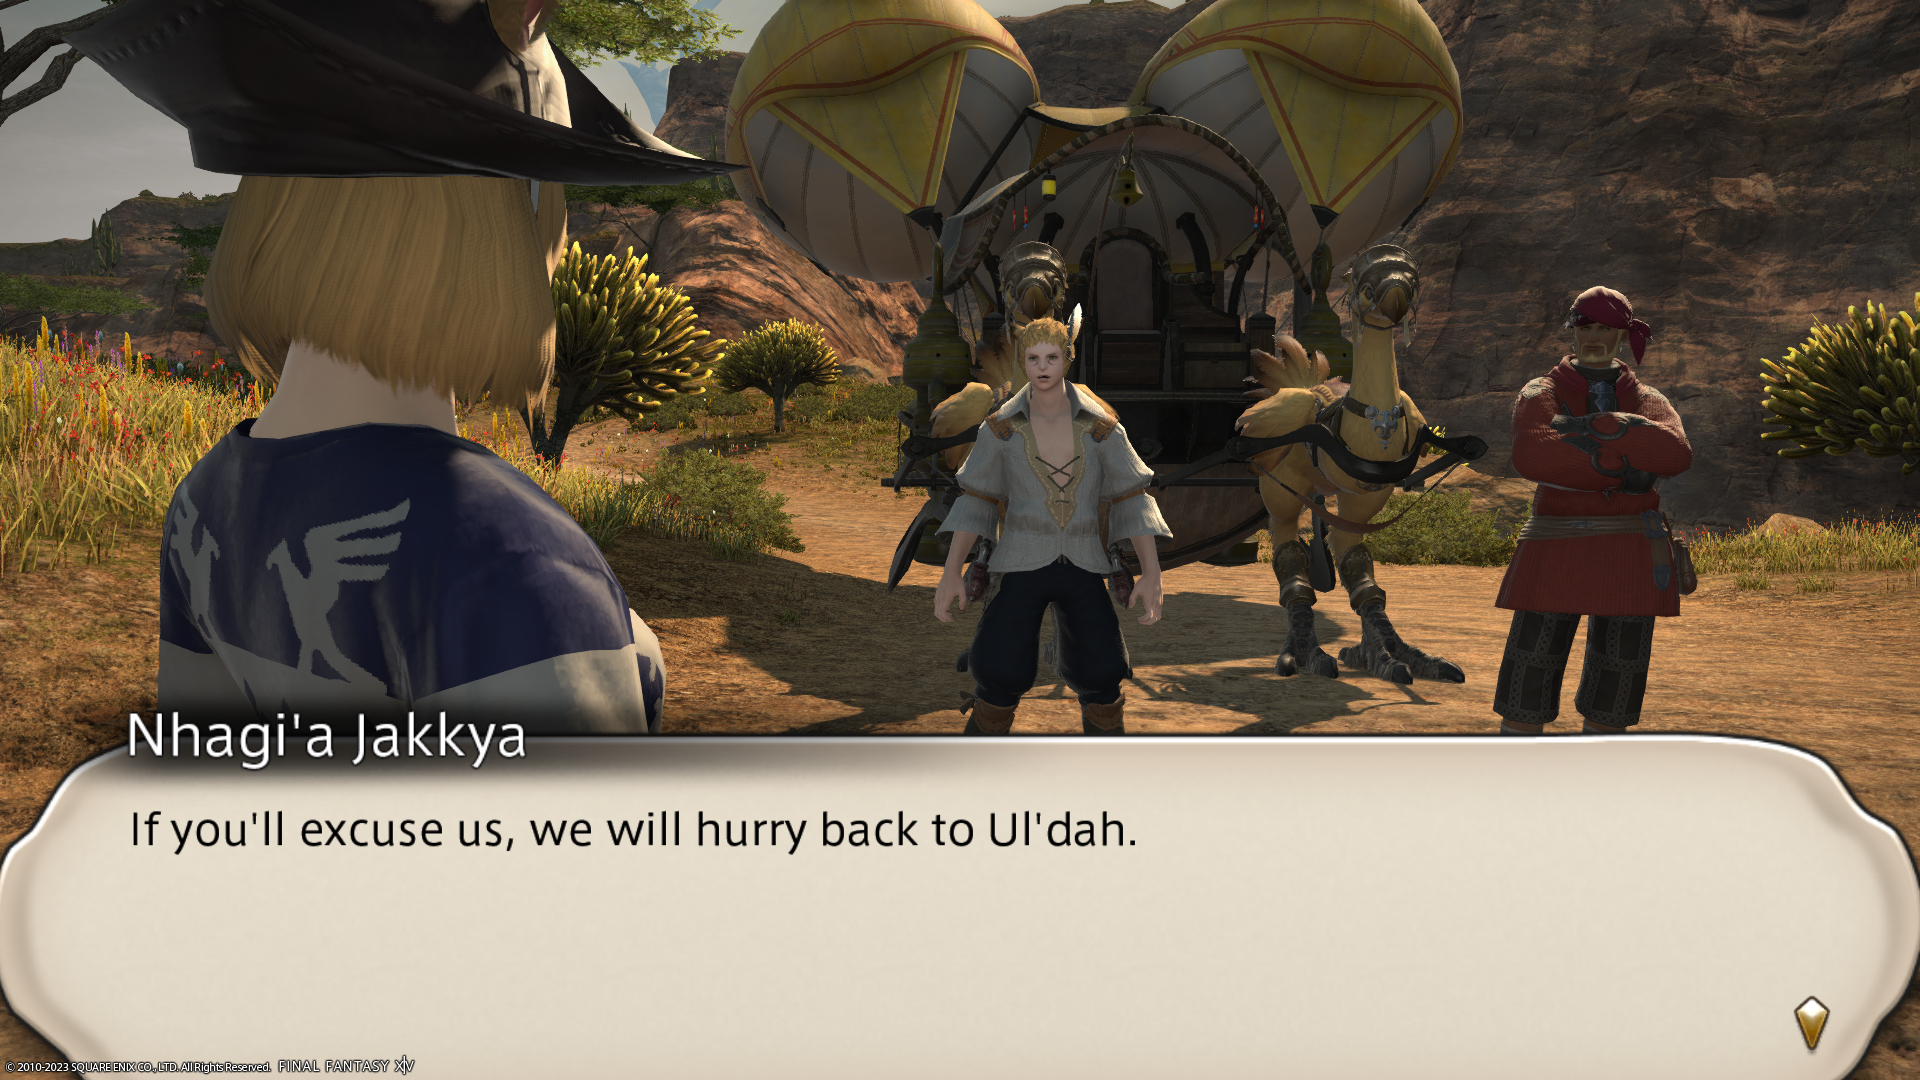 Nhagi'a Jakkya
If you'll excuse us, we will hurry back to Ul'dah.
© 2010-2023 SQUARE ENIX CO., LTD. All Rights Reserved. FINAL FANTASY XIV